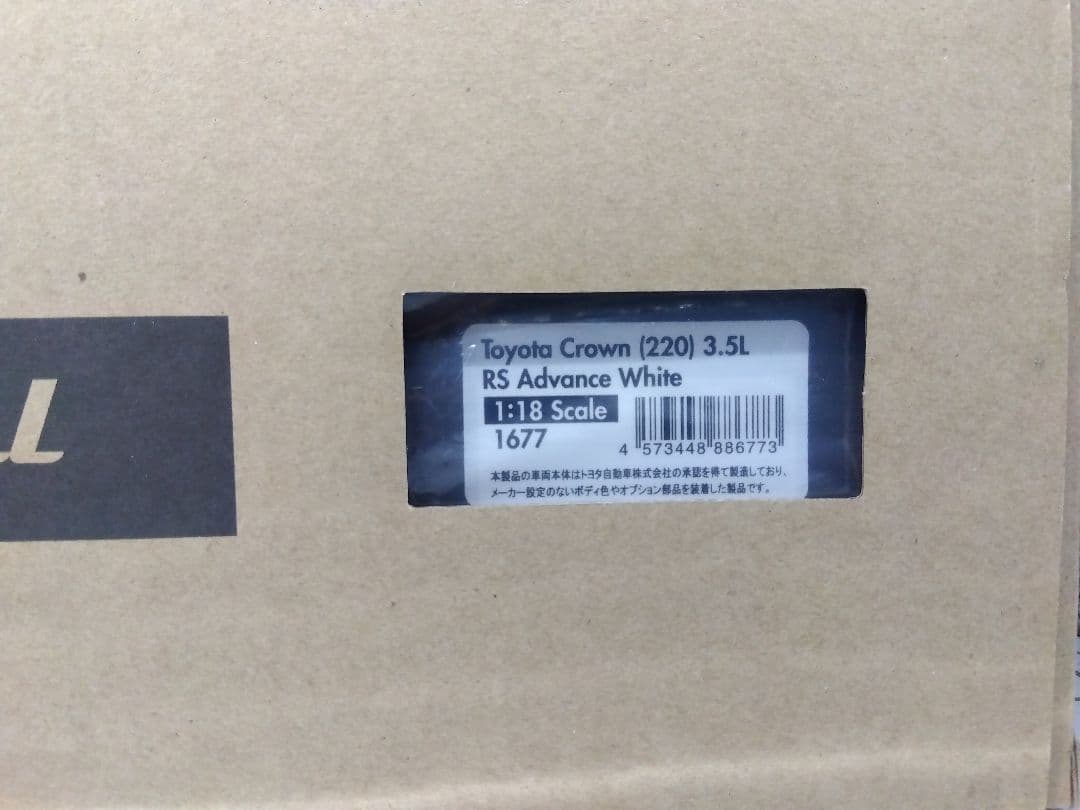 Toyota Crown (220) 3.5L
RS Advance White
1:18 Scale
1677
4 573448 886773
本製品の車両本体はトヨタ自動車株式会社の承認を得て製造しており、
メーカー設定のないボディ色やオプション部品を装着した製品です。